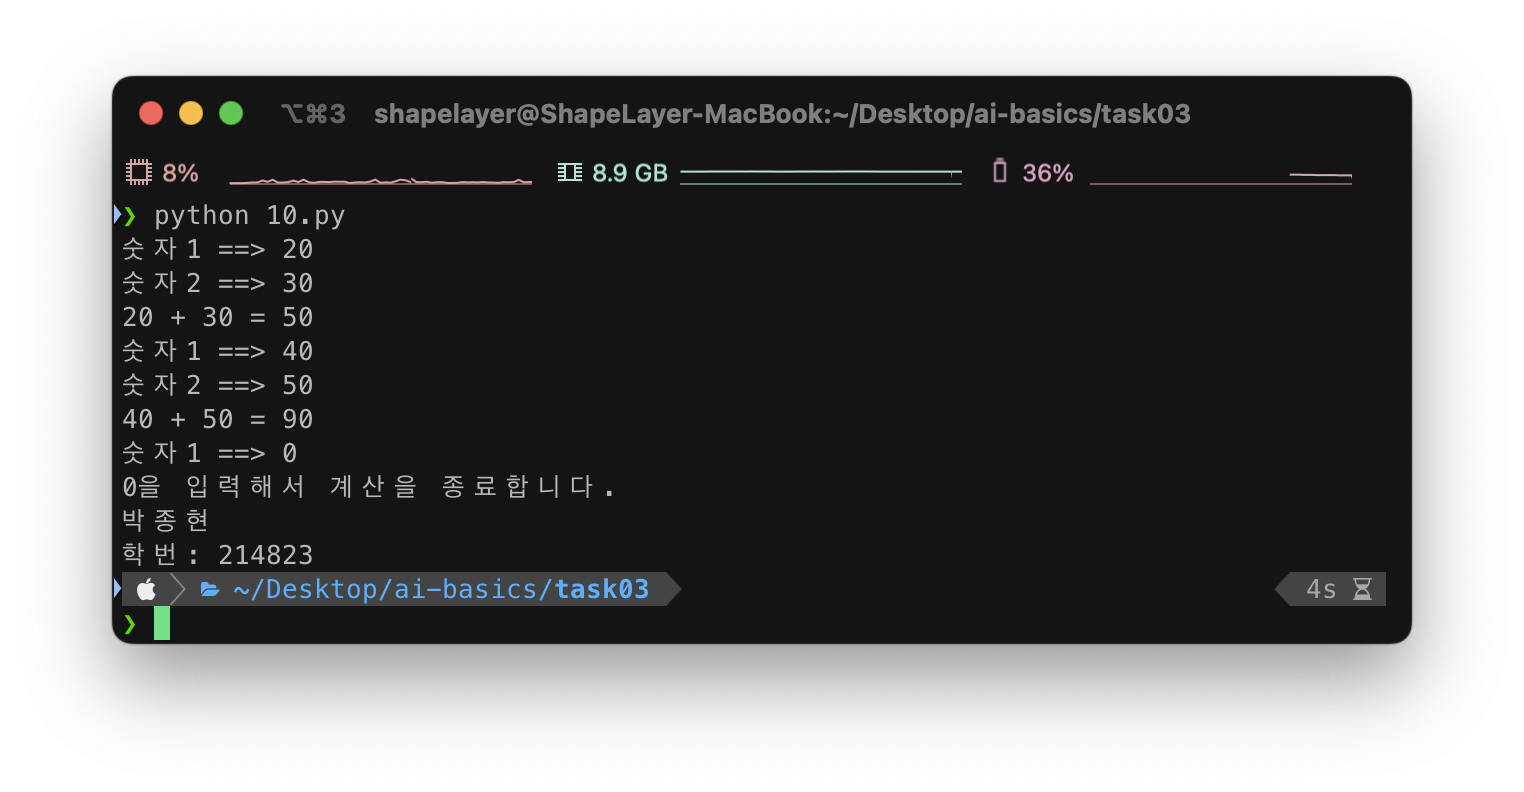 ⌥⌘3 shapelayer@ShapeLayer-MacBook:~/Desktop/ai-basics/task03
8% 8.9 GB 36%
❯ python 10.py
숫자1 ==> 20
숫자2 ==> 30
20 + 30 = 50
숫자1 ==> 40
숫자2 ==> 50
40 + 50 = 90
숫자1 ==> 0
0을 입력해서 계산을 종료합니다.
박종현
학번: 214823
~/Desktop/ai-basics/task03 4s
❯